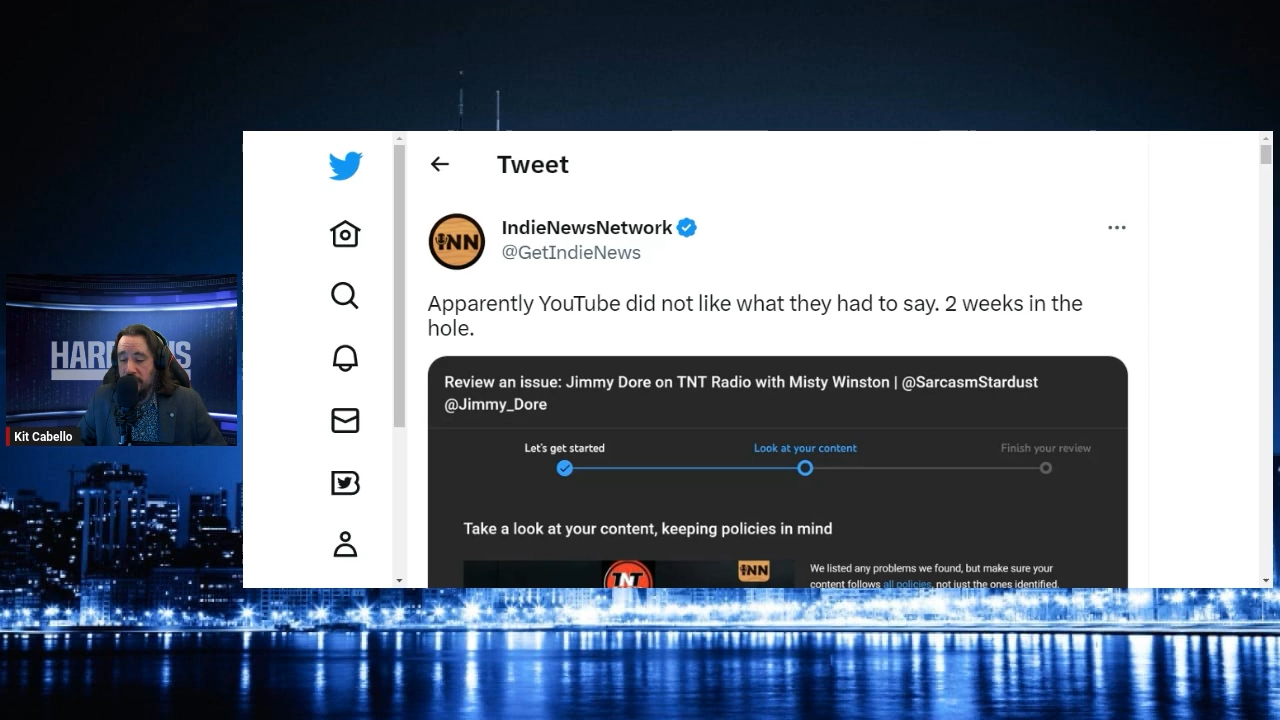 Tweet
INN
IndieNewsNetwork
@GetIndieNews
Apparently YouTube did not like what they had to say. 2 weeks in the
hole.
Review an issue: Jimmy Dore on TNT Radio with Misty Winston | @SarcasmStardust
@Jimmy_Dore
Let's get started
Look at your content
Finish your review
Take a look at your content, keeping policies in mind
TNT
INN
We listed any problems we found, but make sure your
content follows all policies, not just the ones identified.
Kit Cabello